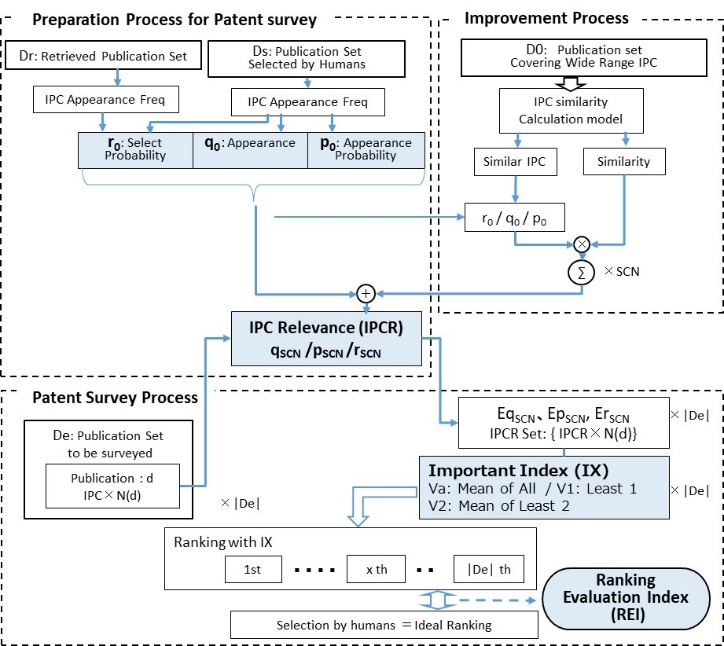 Preparation Process for Patent survey
Dr: Retrieved Publication Set
Ds: Publication Set
Selected by Humans
IPC Appearance Freq
IPC Appearance Freq
r₀: Select
Probability
q₀: Appearance
p₀: Appearance
Probability
Improvement Process
D0: Publication set
Covering Wide Range IPC
IPC similarity
Calculation model
Similar IPC
Similarity
r₀ / q₀ / p₀
×
Σ
× SCN
+
IPC Relevance (IPCR)
qSCN /pSCN /rSCN
Patent Survey Process
De: Publication Set
to be surveyed
Publication : d
IPC×N(d)
× |De|
EqSCN、EpSCN, ErSCN
IPCR Set: { IPCR×N(d)}
× |De|
Important Index (IX)
Va: Mean of All / V1: Least 1
V2: Mean of Least 2
× |De|
Ranking with IX
1st
▪ ▪ ▪ ▪
x th
▪ ▪
|De| th
Ranking
Evaluation Index
(REI)
Selection by humans = Ideal Ranking